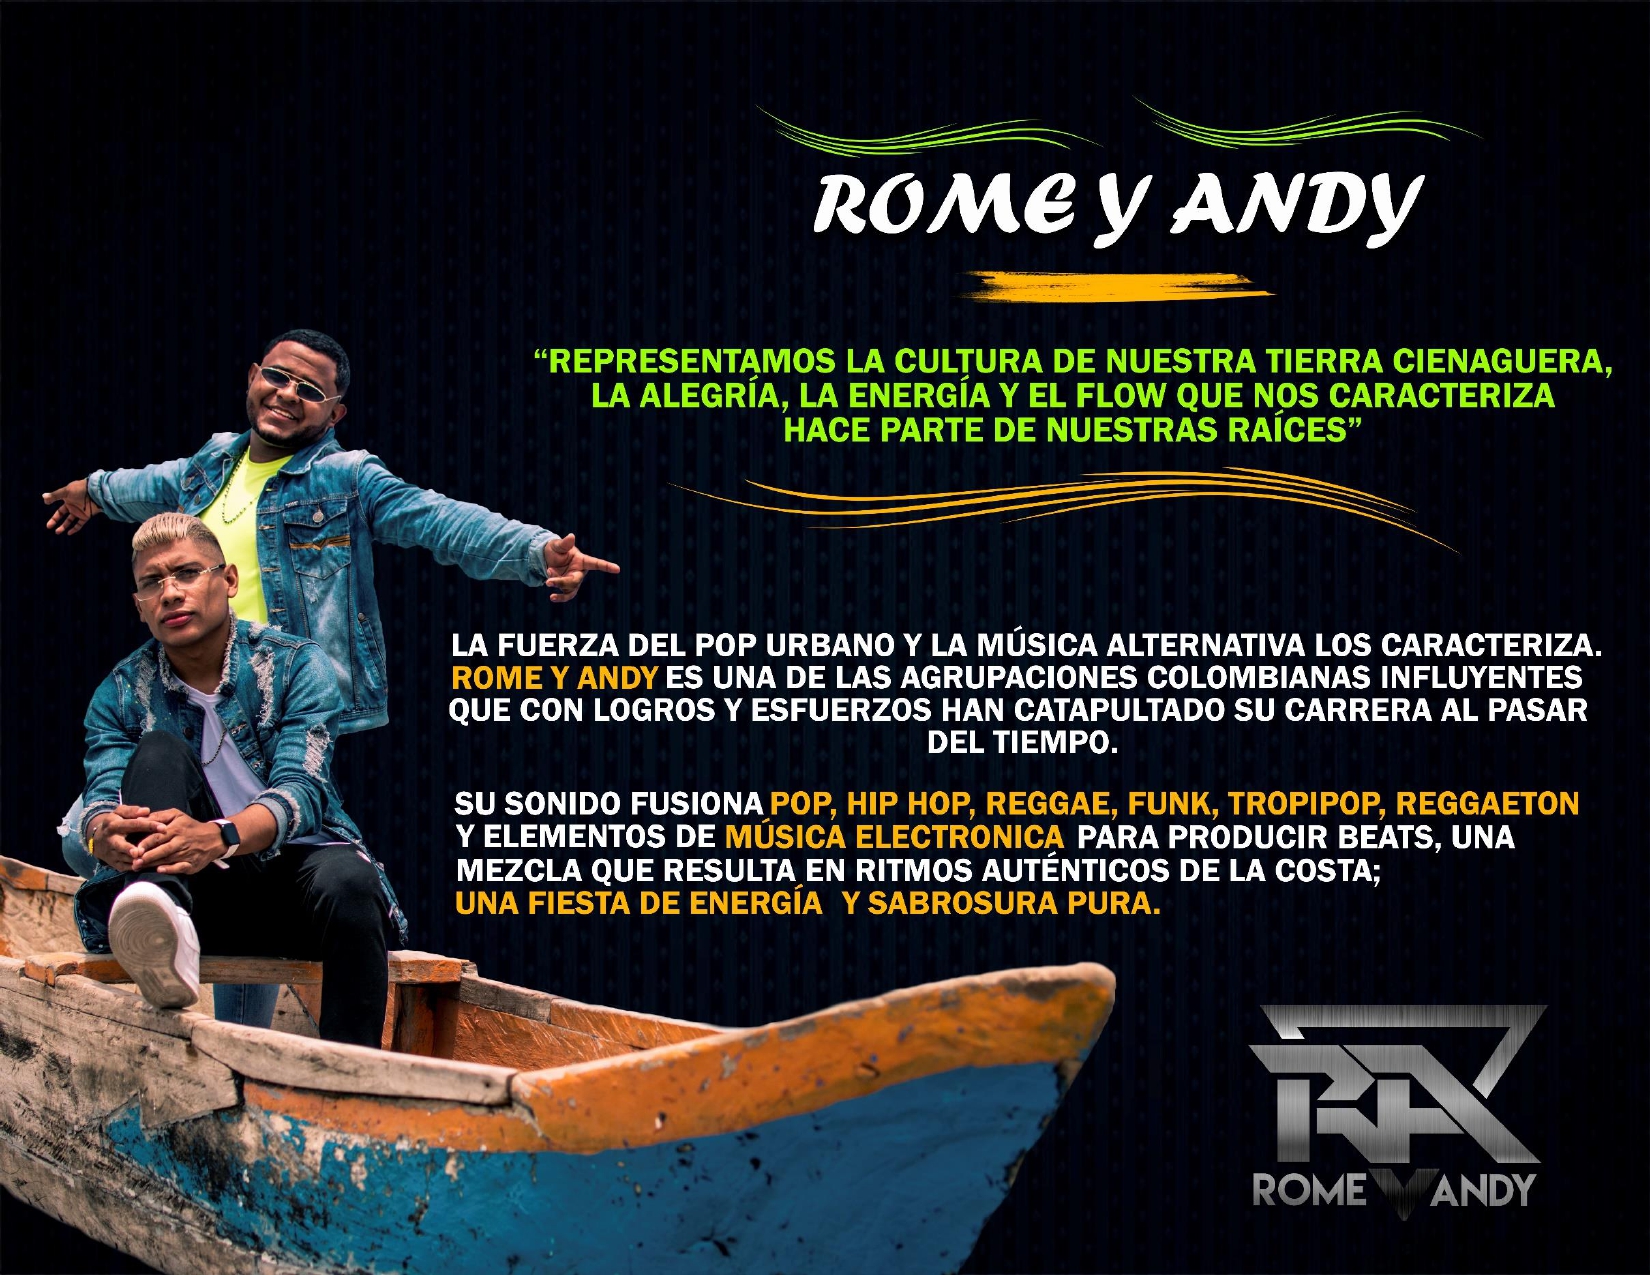 ROME Y ANDY
“REPRESENTAMOS LA CULTURA DE NUESTRA TIERRA CIENAGUERA,
LA ALEGRÍA, LA ENERGÍA Y EL FLOW QUE NOS CARACTERIZA
HACE PARTE DE NUESTRAS RAÍCES”
LA FUERZA DEL POP URBANO Y LA MÚSICA ALTERNATIVA LOS CARACTERIZA.
ROME Y ANDY ES UNA DE LAS AGRUPACIONES COLOMBIANAS INFLUYENTES
QUE CON LOGROS Y ESFUERZOS HAN CATAPULTADO SU CARRERA AL PASAR
DEL TIEMPO.
SU SONIDO FUSIONA POP, HIP HOP, REGGAE, FUNK, TROPIPOP, REGGAETON
Y ELEMENTOS DE MÚSICA ELECTRONICA PARA PRODUCIR BEATS, UNA
MEZCLA QUE RESULTA EN RITMOS AUTÉNTICOS DE LA COSTA;
UNA FIESTA DE ENERGÍA Y SABROSURA PURA.
RYA
ROME Y ANDY